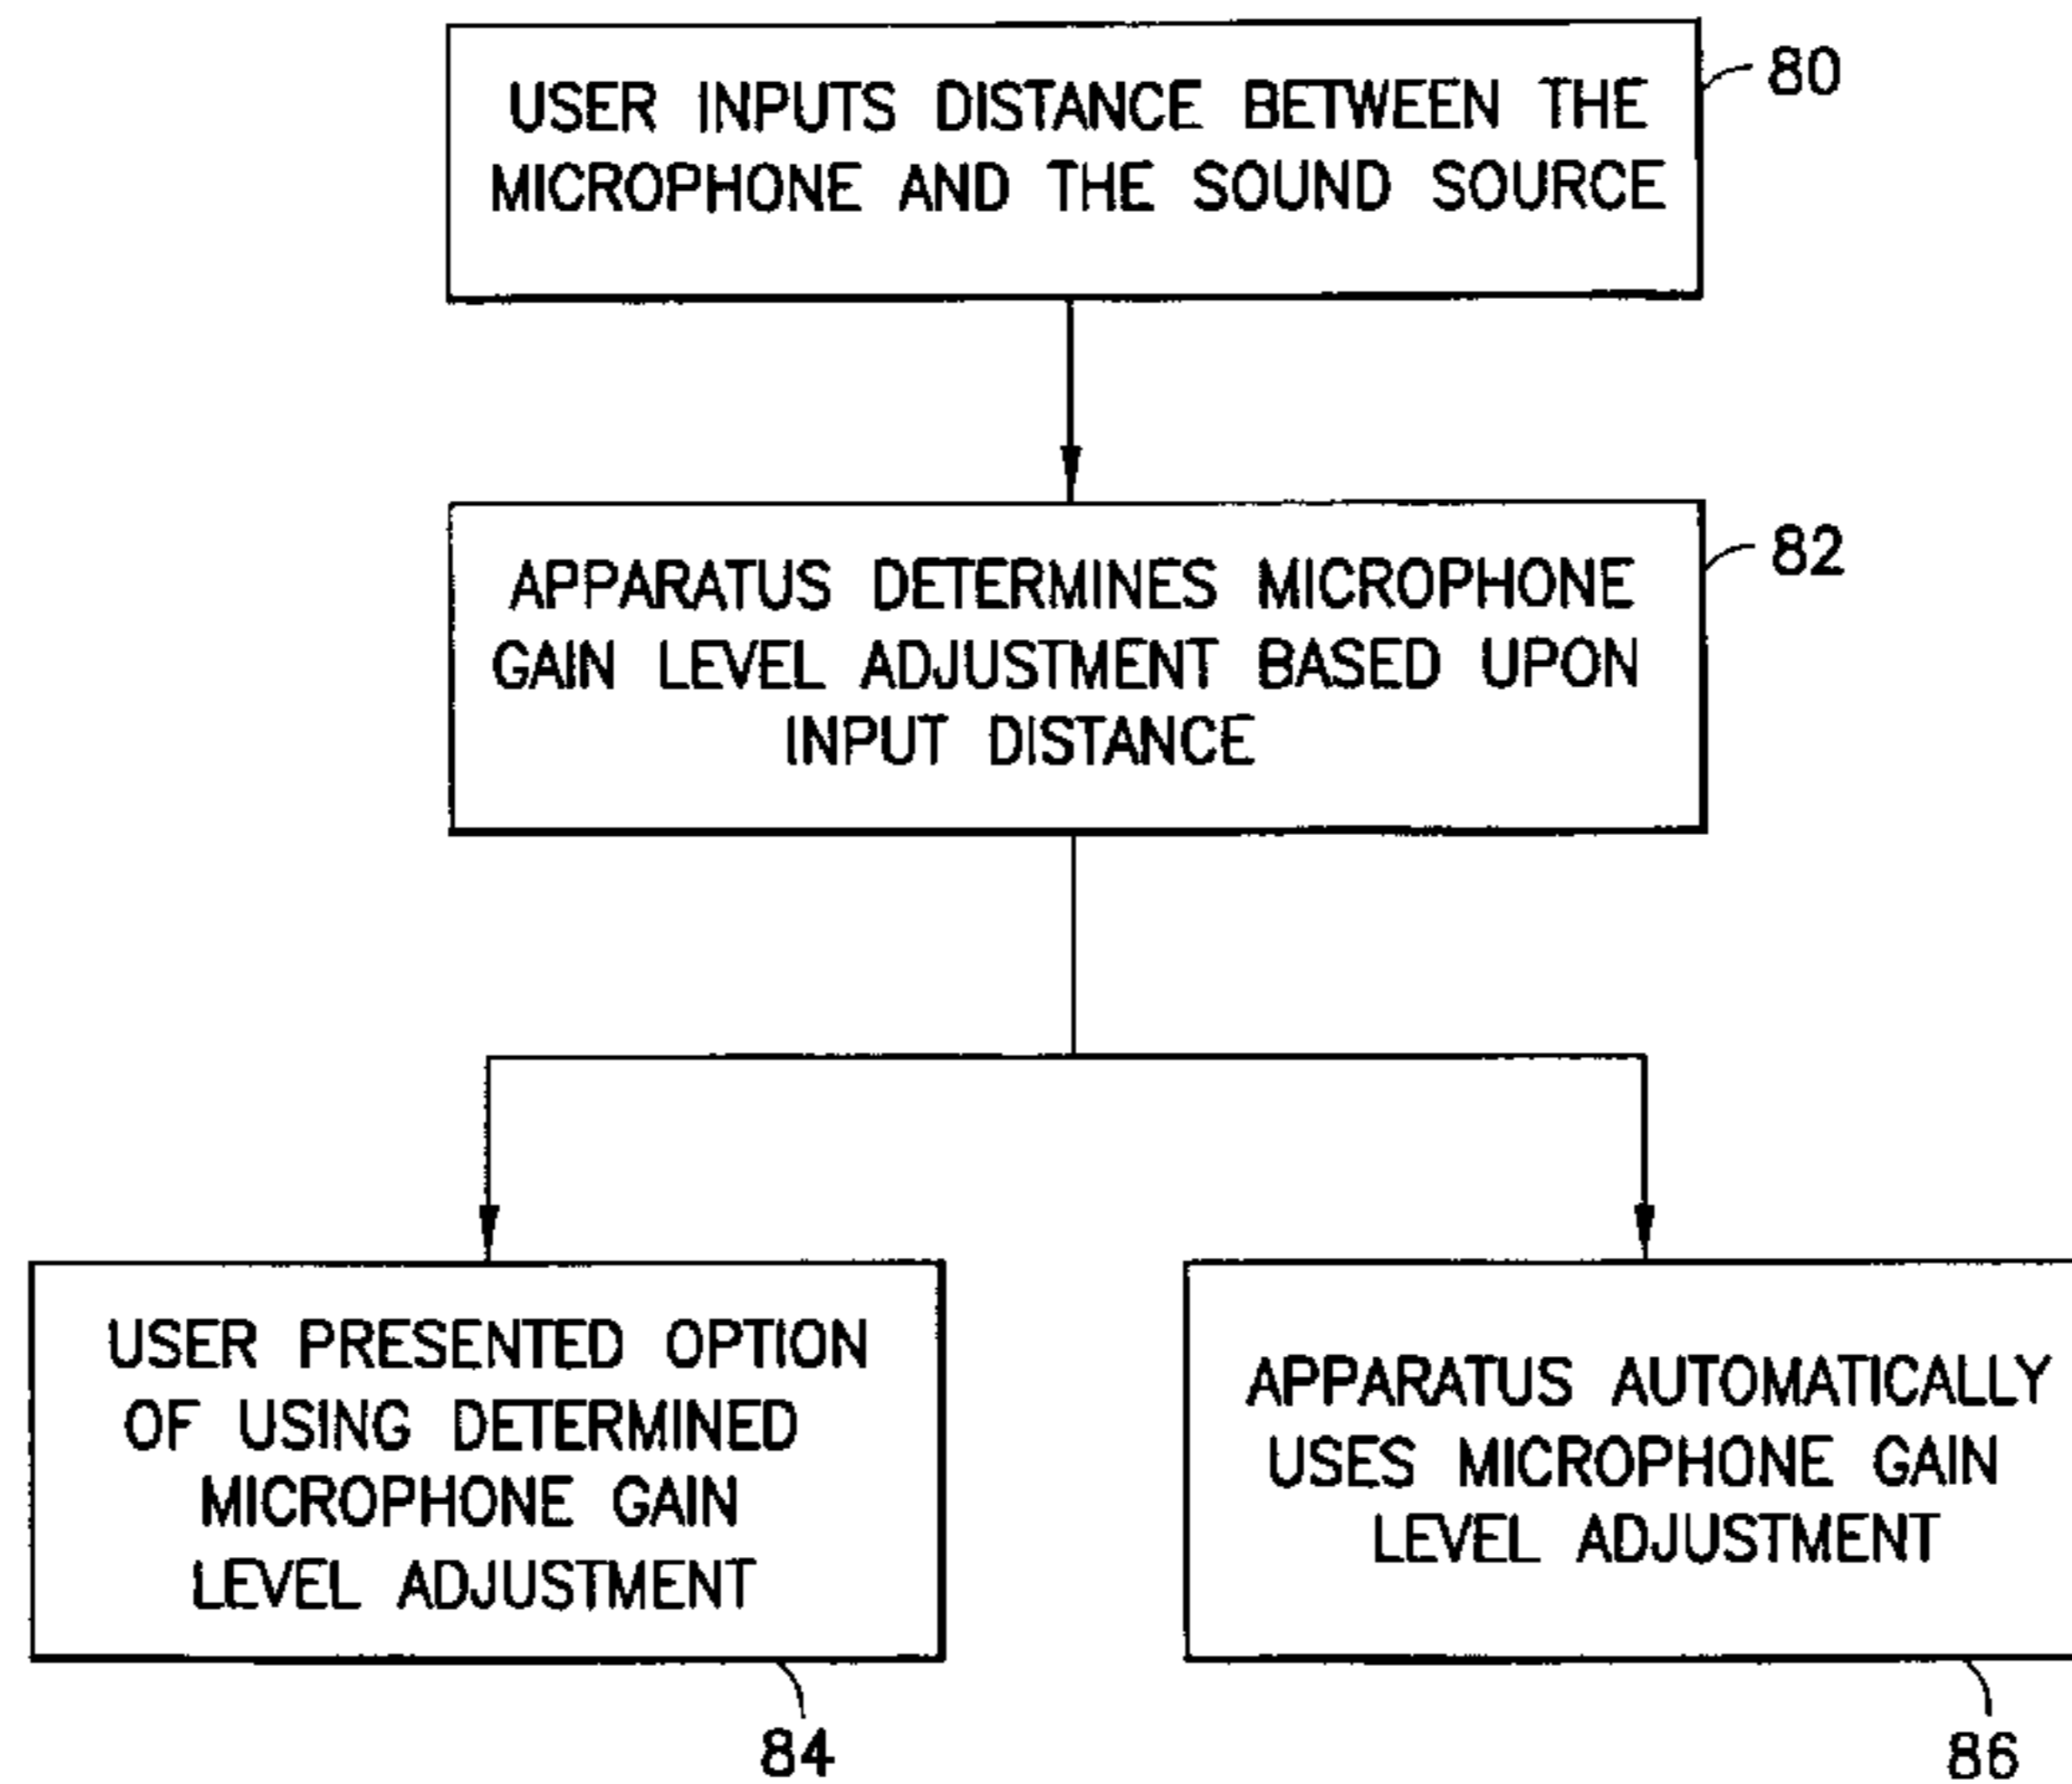 USER INPUTS DISTANCE BETWEEN THE
MICROPHONE AND THE SOUND SOURCE
80
APPARATUS DETERMINES MICROPHONE
GAIN LEVEL ADJUSTMENT BASED UPON
INPUT DISTANCE
82
USER PRESENTED OPTION
OF USING DETERMINED
MICROPHONE GAIN
LEVEL ADJUSTMENT
84
APPARATUS AUTOMATICALLY
USES MICROPHONE GAIN
LEVEL ADJUSTMENT
86